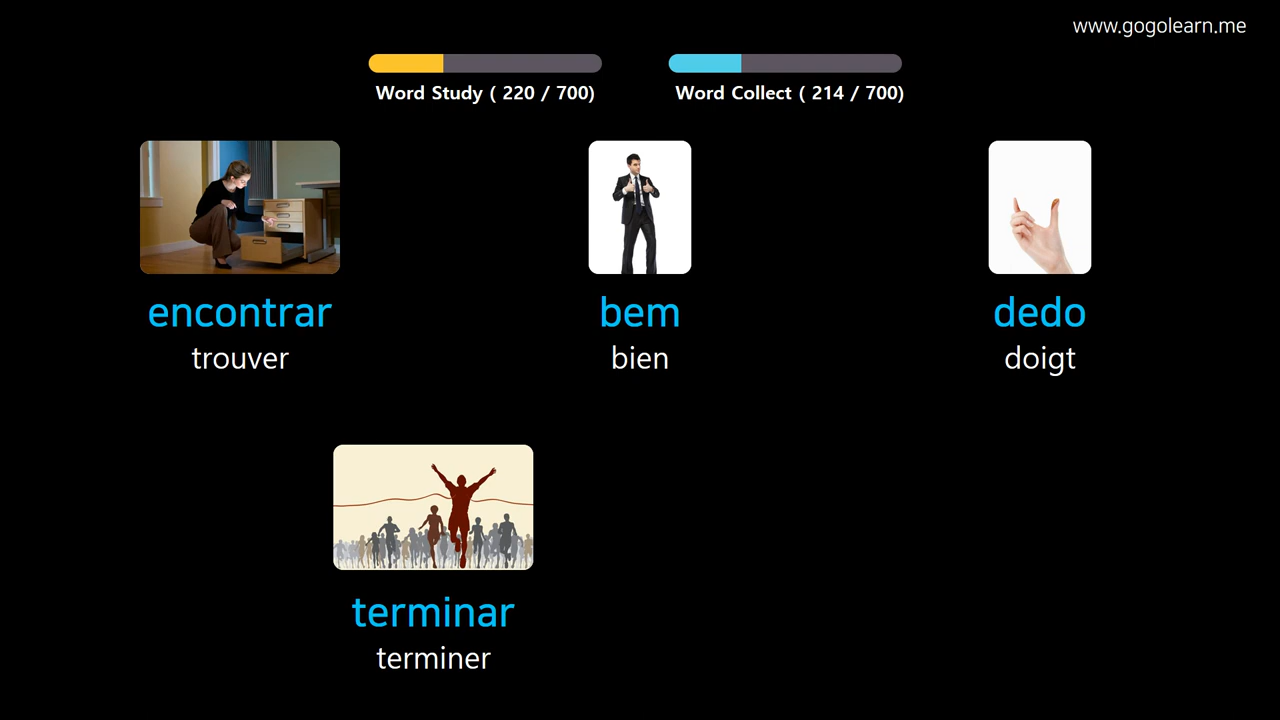 www.gogolearn.me
Word Study ( 220 / 700)
Word Collect ( 214 / 700)
encontrar
trouver
bem
bien
dedo
doigt
terminar
terminer